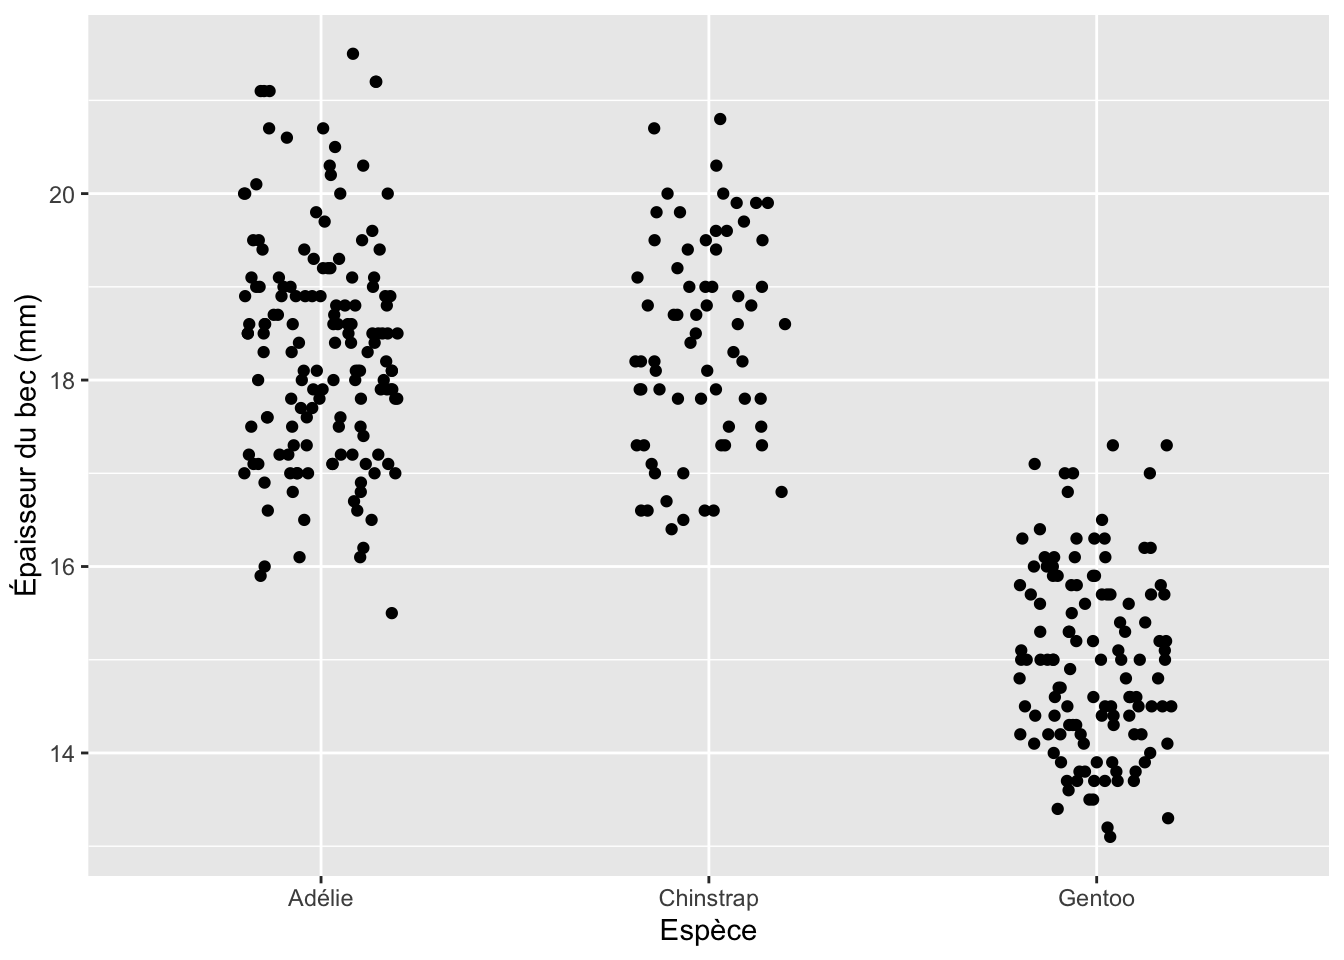 Épaisseur du bec (mm)
20
18
16
14
Adélie
Chinstrap
Gentoo
Espèce